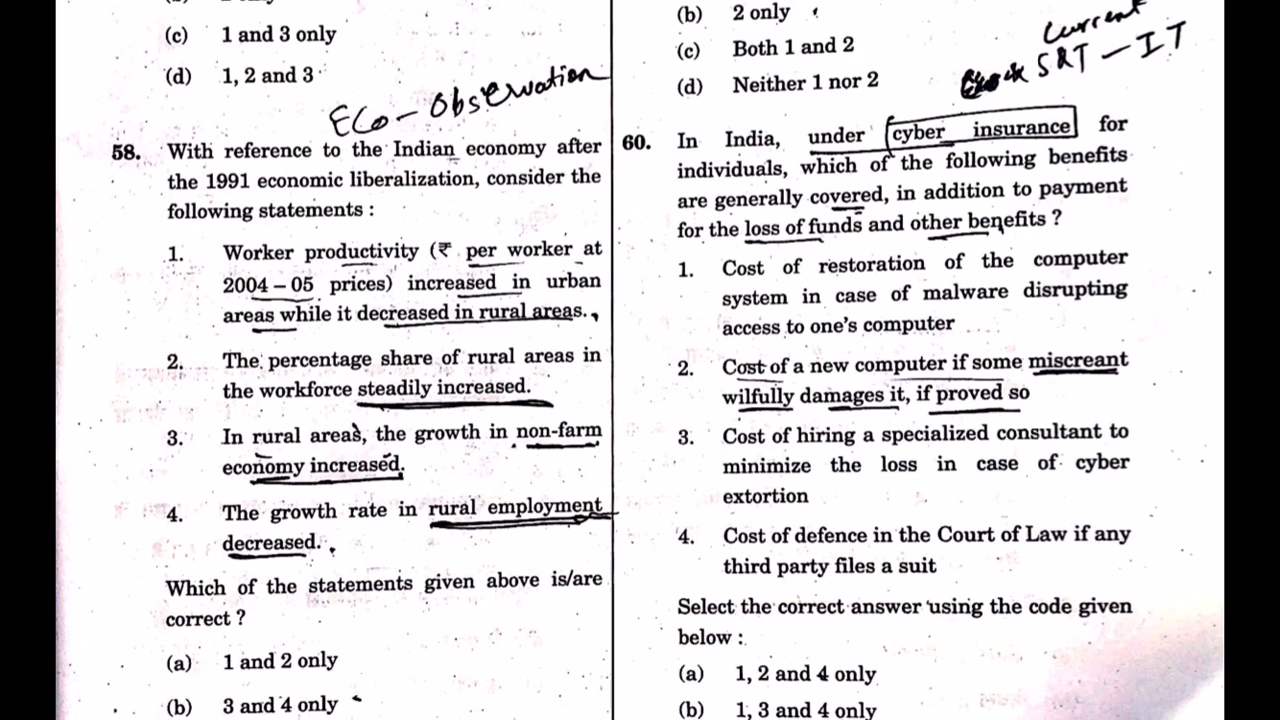 (c) 1 and 3 only
(d) 1, 2 and 3
ECO - Observation
58. With reference to the Indian economy after
the 1991 economic liberalization, consider the
following statements :
1. Worker productivity (₹ per worker at
2004 – 05 prices) increased in urban
areas while it decreased in rural areas.
2. The percentage share of rural areas in
the workforce steadily increased.
3. In rural areas, the growth in non-farm
economy increased.
4. The growth rate in rural employment
decreased.
Which of the statements given above is/are
correct ?
(a) 1 and 2 only
(b) 3 and 4 only
(b) 2 only
(c) Both 1 and 2
(d) Neither 1 nor 2
Current
S&T - IT
60. In India, under cyber insurance for
individuals, which of the following benefits
are generally covered, in addition to payment
for the loss of funds and other benefits ?
1. Cost of restoration of the computer
system in case of malware disrupting
access to one's computer
2. Cost of a new computer if some miscreant
wilfully damages it, if proved so
3. Cost of hiring a specialized consultant to
minimize the loss in case of cyber
extortion
4. Cost of defence in the Court of Law if any
third party files a suit
Select the correct answer using the code given
below :
(a) 1, 2 and 4 only
(b) 1, 3 and 4 only